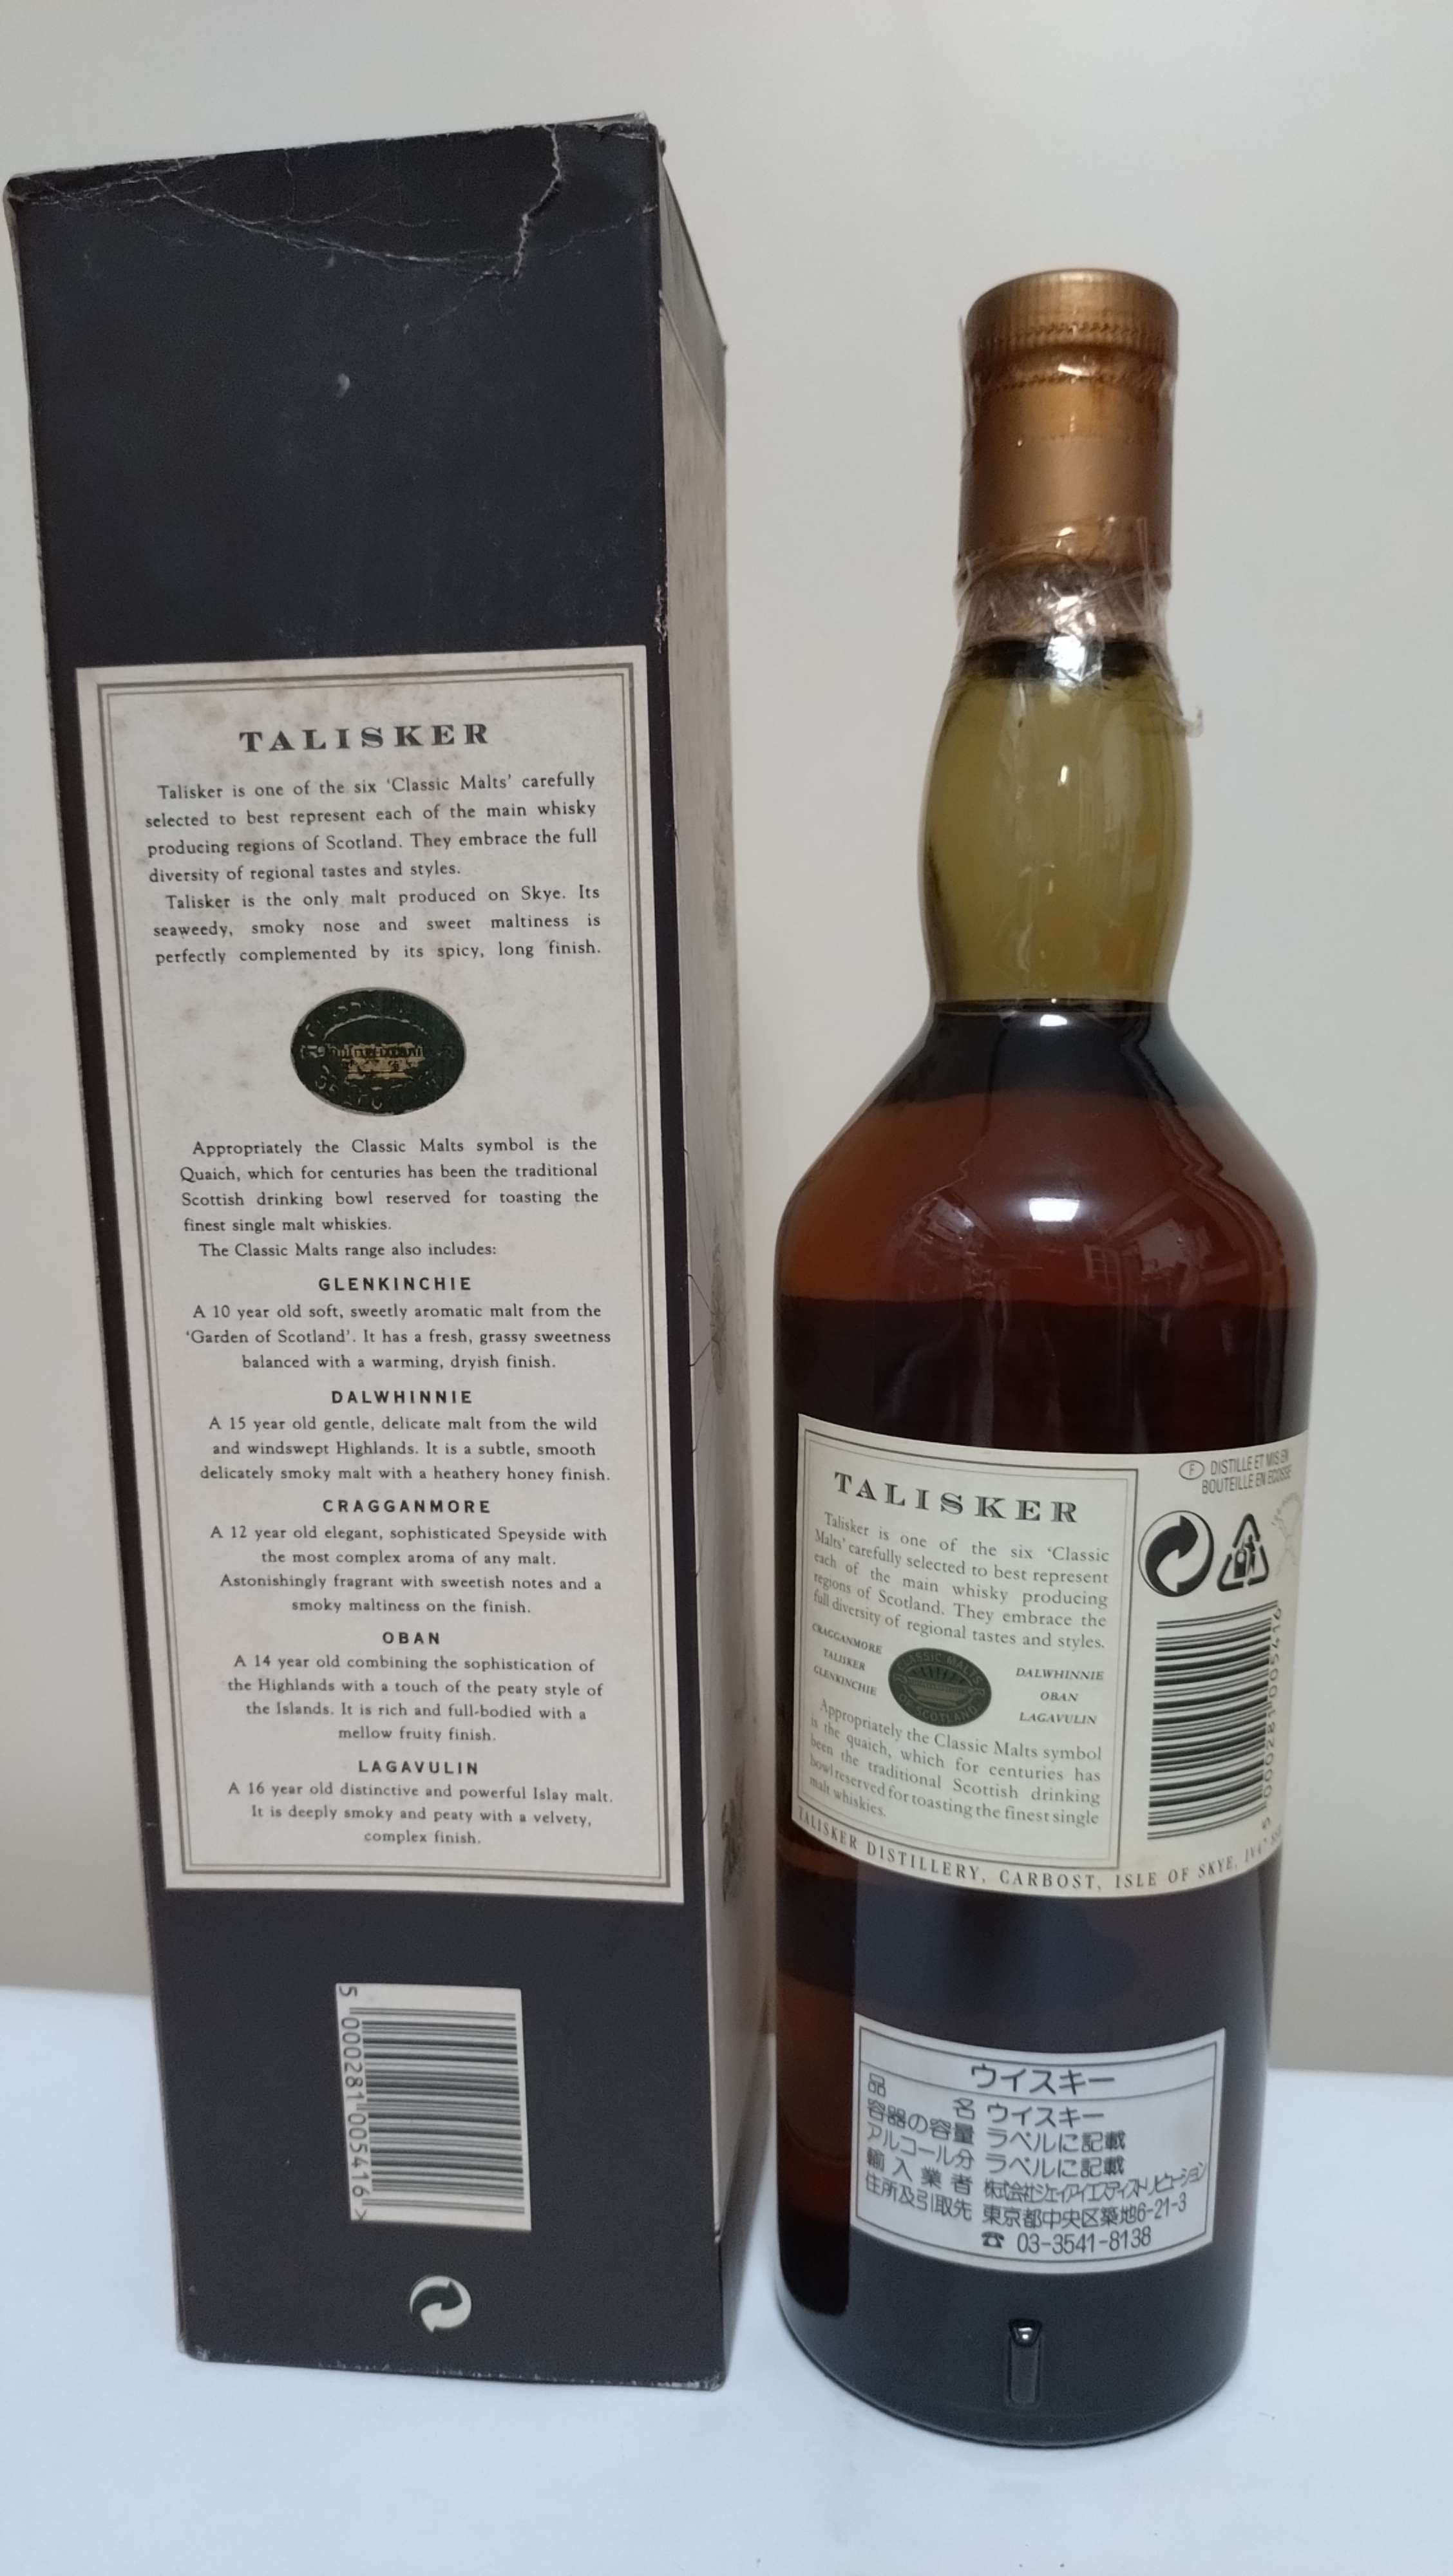 TALISKER
Talisker is one of the six ‘Classic Malts’ carefully
selected to best represent each of the main whisky
producing regions of Scotland. They embrace the full
diversity of regional tastes and styles.
Talisker is the only malt produced on Skye. Its
seaweedy, smoky nose and sweet maltiness is
perfectly complemented by its spicy, long finish.
Appropriately the Classic Malts symbol is the
Quaich, which for centuries has been the traditional
Scottish drinking bowl reserved for toasting the
finest single malt whiskies.
The Classic Malts range also includes:
GLENKINCHIE
A 10 year old soft, sweetly aromatic malt from the
‘Garden of Scotland’. It has a fresh, grassy sweetness
balanced with a warming, dryish finish.
DALWHINNIE
A 15 year old gentle, delicate malt from the wild
and windswept Highlands. It is a subtle, smooth
delicately smoky malt with a heathery honey finish.
CRAGGANMORE
A 12 year old elegant, sophisticated Speyside with
the most complex aroma of any malt.
Astonishingly fragrant with sweetish notes and a
smoky maltiness on the finish.
OBAN
A 14 year old combining the sophistication of
the Highlands with a touch of the peaty style of
the Islands. It is rich and full-bodied with a
mellow fruity finish.
LAGAVULIN
A 16 year old distinctive and powerful Islay malt.
It is deeply smoky and peaty with a velvety,
complex finish.
5 000281 005416 >
TALISKER
Talisker is one of the six ‘Classic
Malts’ carefully selected to best represent
each of the main whisky producing
regions of Scotland. They embrace the
full diversity of regional tastes and styles.
CRAGGANMORE
TALISKER
GLENKINCHIE
CLASSIC MALTS
OF SCOTLAND
DALWHINNIE
OBAN
LAGAVULIN
Appropriately the Classic Malts symbol
is the quaich, which for centuries has
been the traditional Scottish drinking
bowl reserved for toasting the finest single
malt whiskies.
TALISKER DISTILLERY, CARBOST, ISLE OF SKYE,
F DISTILLE ET MIS EN
BOUTEILLE EN ECOSSE
5 000281 005416
ウイスキー
品 名 ウイスキー
容器の容量 ラベルに記載
アルコール分 ラベルに記載
輸入業者 株式会社ジェイアイエスディストリビューション
住所及引取先 東京都中央区築地6-21-3
☎ 03-3541-8138